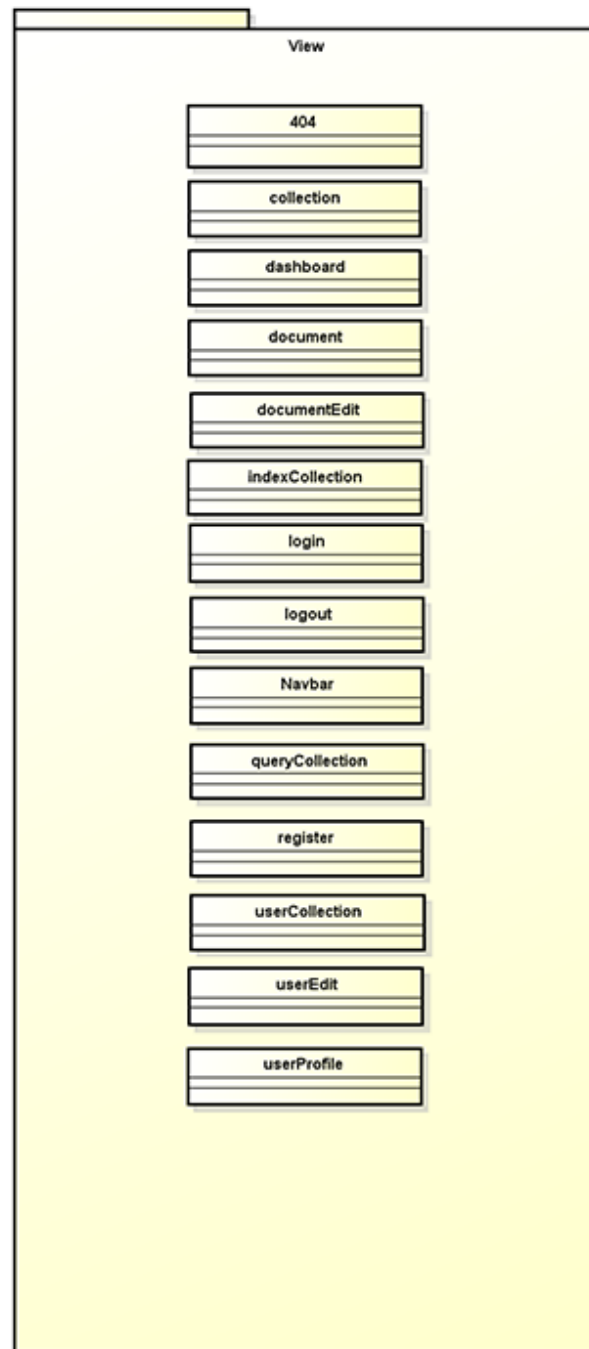 View
404
collection
dashboard
document
documentEdit
indexCollection
login
logout
Navbar
queryCollection
register
userCollection
userEdit
userProfile